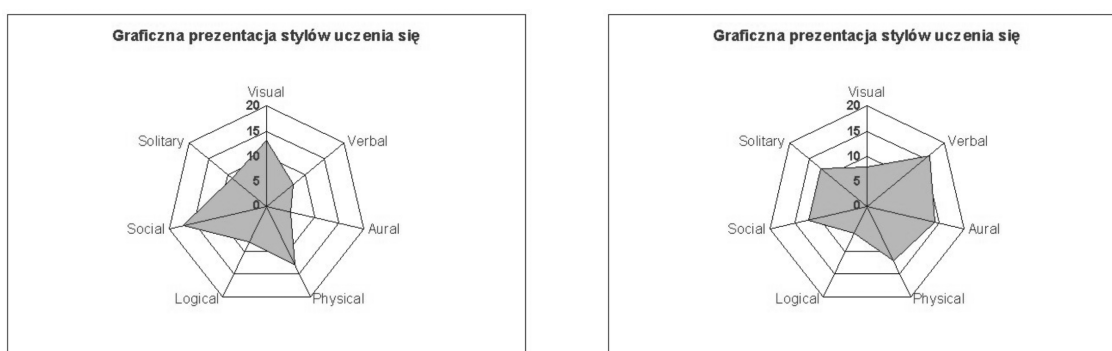 Graficzna prezentacja stylów uczenia się
Visual
20
Solitary
Verbal
15
10
5
0
Social
Aural
Logical
Physical
Graficzna prezentacja stylów uczenia się
Visual
20
Solitary
Verbal
15
10
5
0
Social
Aural
Logical
Physical